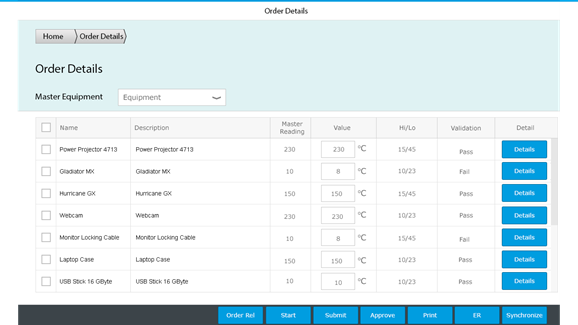 Order Details
Home Order Details
Order Details
Master Equipment Equipment
Name Description Master Reading Value Hi/Lo Validation Detail
Power Projector 4713 Power Projector 4713 230 230 °C 15/45 Pass Details
Gladiator MX Gladiator MX 10 8 °C 10/23 Fail Details
Hurricane GX Hurricane GX 150 150 °C 10/23 Pass Details
Webcam Webcam 230 230 °C 10/23 Pass Details
Monitor Locking Cable Monitor Locking Cable 10 8 °C 15/45 Fail Details
Laptop Case Laptop Case 150 150 °C 10/23 Pass Details
USB Stick 16 GByte USB Stick 16 GByte 10 10 °C 10/23 Pass Details
Order Rel Start Submit Approve Print ER Synchronize